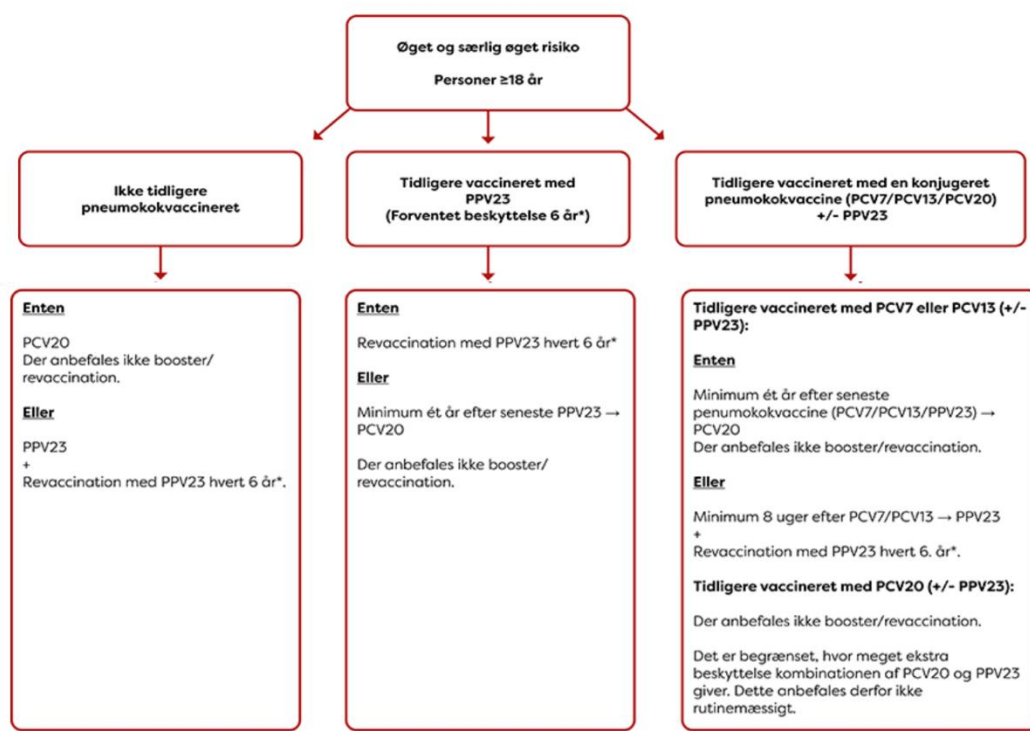 Øget og særlig øget risiko
Personer ≥18 år
Ikke tidligere
pneumokokvaccineret
Tidligere vaccineret med
PPV23
(Forventet beskyttelse 6 år*)
Tidligere vaccineret med en konjugeret
pneumokokvaccine (PCV7/PCV13/PCV20)
+/- PPV23
Enten
PCV20
Der anbefales ikke booster/
revaccination.
Eller
PPV23
+
Revaccination med PPV23 hvert 6 år*.
Enten
Revaccination med PPV23 hvert 6 år*
Eller
Minimum ét år efter seneste PPV23 →
PCV20
Der anbefales ikke booster/
revaccination.
Tidligere vaccineret med PCV7 eller PCV13 (+/-
PPV23):
Enten
Minimum ét år efter seneste
penumokokvaccine (PCV7/PCV13/PPV23) →
PCV20
Der anbefales ikke booster/revaccination.
Eller
Minimum 8 uger efter PCV7/PCV13 → PPV23
+
Revaccination med PPV23 hvert 6. år*.
Tidligere vaccineret med PCV20 (+/- PPV23):
Der anbefales ikke booster/revaccination.
Det er begrænset, hvor meget ekstra
beskyttelse kombinationen af PCV20 og PPV23
giver. Dette anbefales derfor ikke
rutinemæssigt.